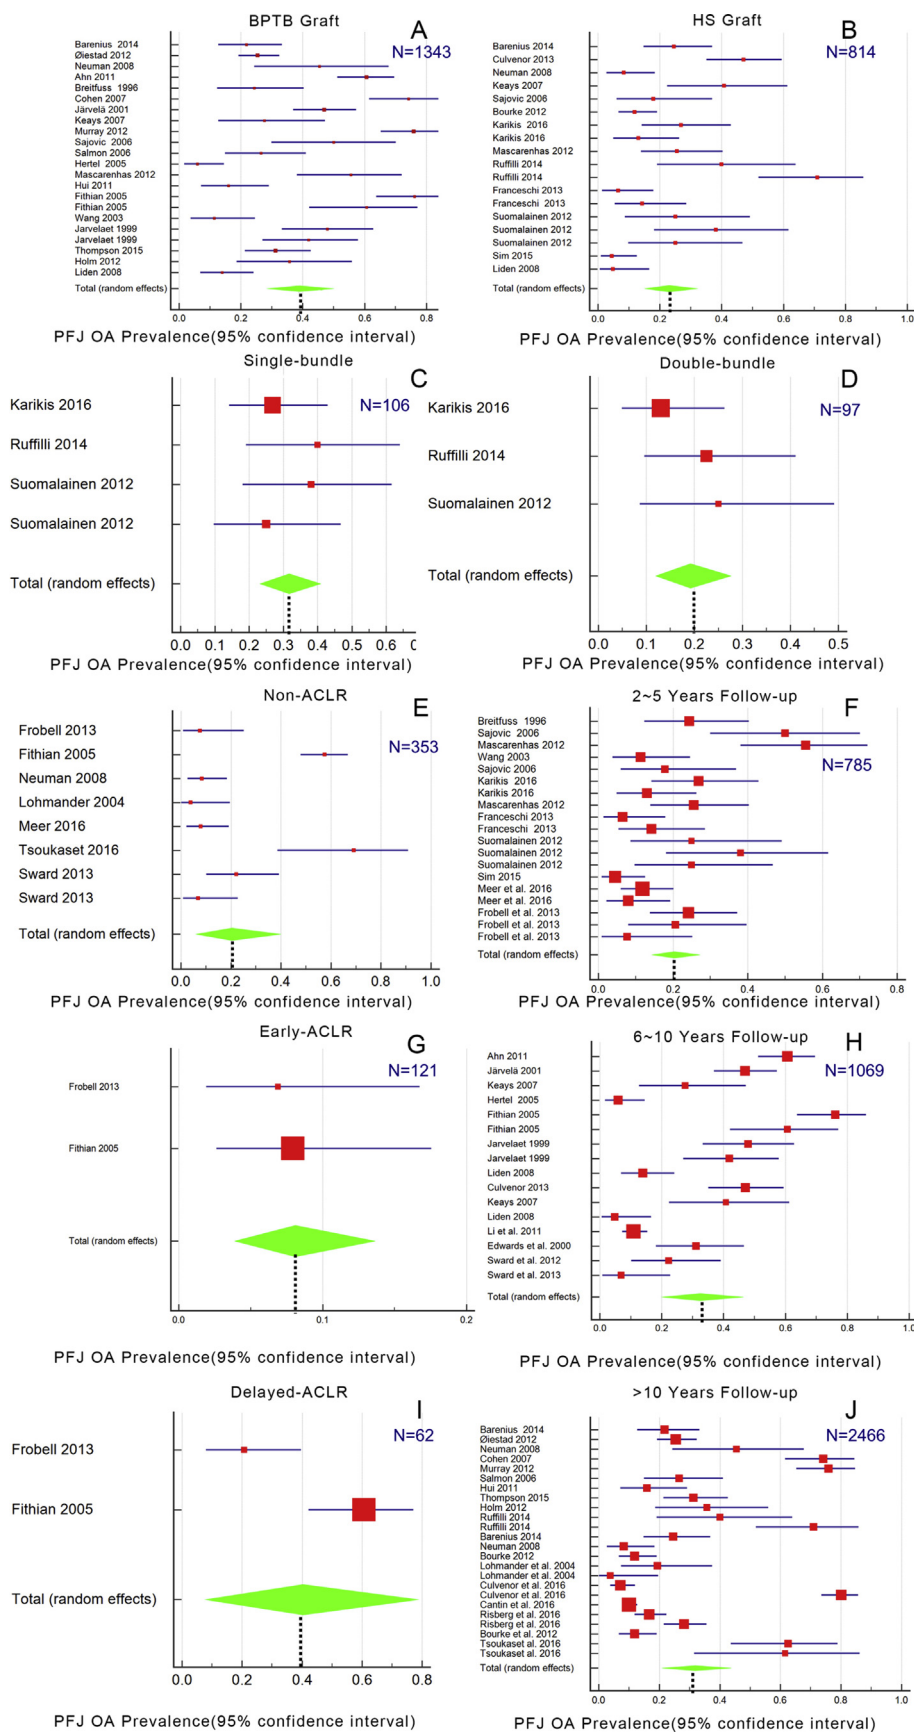 BPTB Graft
A
N=1343
Barenius 2014
Øiestad 2012
Neuman 2008
Ahn 2011
Breitfuss 1996
Cohen 2007
Järvelä 2001
Keays 2007
Murray 2012
Sajovic 2006
Salmon 2006
Hertel 2005
Mascarenhas 2012
Hui 2011
Fithian 2005
Fithian 2005
Wang 2003
Jarvelaet 1999
Jarvelaet 1999
Thompson 2015
Holm 2012
Liden 2008
Total (random effects)
0.0 0.2 0.4 0.6 0.8
PFJ OA Prevalence(95% confidence interval)
HS Graft
B
N=814
Barenius 2014
Culvenor 2013
Neuman 2008
Keays 2007
Sajovic 2006
Bourke 2012
Karikis 2016
Karikis 2016
Mascarenhas 2012
Ruffilli 2014
Ruffilli 2014
Franceschi 2013
Franceschi 2013
Suomalainen 2012
Suomalainen 2012
Suomalainen 2012
Sim 2015
Liden 2008
Total (random effects)
0.0 0.2 0.4 0.6 0.8 1.0
PFJ OA Prevalence(95% confidence interval)
Single-bundle
C
N=106
Karikis 2016
Ruffilli 2014
Suomalainen 2012
Suomalainen 2012
Total (random effects)
0.0 0.1 0.2 0.3 0.4 0.5 0.6
PFJ OA Prevalence(95% confidence interval)
Double-bundle
D
N=97
Karikis 2016
Ruffilli 2014
Suomalainen 2012
Total (random effects)
0.0 0.1 0.2 0.3 0.4 0.5
PFJ OA Prevalence(95% confidence interval)
Non-ACLR
E
N=353
Frobell 2013
Fithian 2005
Neuman 2008
Lohmander 2004
Meer 2016
Tsoukaset 2016
Sward 2013
Sward 2013
Total (random effects)
0.0 0.2 0.4 0.6 0.8 1.0
PFJ OA Prevalence(95% confidence interval)
2~5 Years Follow-up
F
N=785
Breitfuss 1996
Sajovic 2006
Mascarenhas 2012
Wang 2003
Sajovic 2006
Karikis 2016
Karikis 2016
Mascarenhas 2012
Franceschi 2013
Franceschi 2013
Suomalainen 2012
Suomalainen 2012
Suomalainen 2012
Sim 2015
Meer et al. 2016
Meer et al. 2016
Frobell et al. 2013
Frobell et al. 2013
Frobell et al. 2013
Total (random effects)
0.0 0.2 0.4 0.6 0.8
PFJ OA Prevalence(95% confidence interval)
Early-ACLR
G
N=121
Frobell 2013
Fithian 2005
Total (random effects)
0.0 0.1 0.2
PFJ OA Prevalence(95% confidence interval)
6~10 Years Follow-up
H
N=1069
Ahn 2011
Järvelä 2001
Keays 2007
Hertel 2005
Fithian 2005
Fithian 2005
Jarvelaet 1999
Jarvelaet 1999
Liden 2008
Culvenor 2013
Keays 2007
Liden 2008
Li et al. 2011
Edwards et al. 2000
Sward et al. 2012
Sward et al. 2013
Total (random effects)
0.0 0.2 0.4 0.6 0.8 1.0
PFJ OA Prevalence(95% confidence interval)
Delayed-ACLR
I
N=62
Frobell 2013
Fithian 2005
Total (random effects)
0.0 0.2 0.4 0.6 0.8
PFJ OA Prevalence(95% confidence interval)
>10 Years Follow-up
J
N=2466
Barenius 2014
Øiestad 2012
Neuman 2008
Cohen 2007
Murray 2012
Salmon 2006
Hui 2011
Thompson 2015
Holm 2012
Ruffilli 2014
Ruffilli 2014
Barenius 2014
Neuman 2008
Bourke 2012
Lohmander et al. 2004
Lohmander et al. 2004
Culvenor et al. 2016
Culvenor et al. 2016
Cantin et al. 2016
Risberg et al. 2016
Risberg et al. 2016
Bourke et al. 2012
Tsoukaset al. 2016
Tsoukaset al. 2016
Total (random effects)
0.0 0.2 0.4 0.6 0.8 1.0
PFJ OA Prevalence(95% confidence interval)